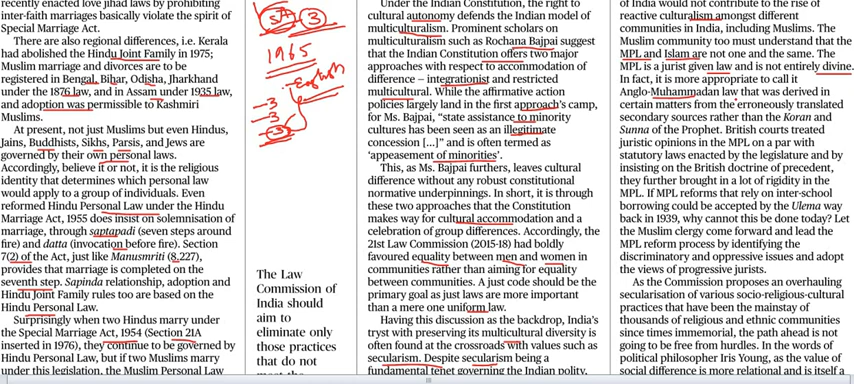 recently enacted love jihad laws by prohibiting
inter-faith marriages basically violate the spirit of
Special Marriage Act.
There are also regional differences, i.e. Kerala
had abolished the Hindu Joint Family in 1975;
Muslim marriage and divorces are to be
registered in Bengal, Bihar, Odisha, Jharkhand
under the 1876 law, and in Assam under 1935 law,
and adoption was permissible to Kashmiri
Muslims.
At present, not just Muslims but even Hindus,
Jains, Buddhists, Sikhs, Parsis, and Jews are
governed by their own personal laws.
Accordingly, believe it or not, it is the religious
identity that determines which personal law
would apply to a group of individuals. Even
reformed Hindu Personal Law under the Hindu
Marriage Act, 1955 does insist on solemnisation of
marriage, through saptapadi (seven steps around
fire) and datta (invocation before fire). Section
7(2) of the Act, just like Manusmriti (8,227),
provides that marriage is completed on the
seventh step. Sapinda relationship, adoption and
Hindu Joint Family rules too are based on the
Hindu Personal Law.
Surprisingly when two Hindus marry under
the Special Marriage Act, 1954 (Section 21A
inserted in 1976), they continue to be governed by
Hindu Personal Law, but if two Muslims marry
under this legislation, the Muslim Personal Law
3
1965
English
-3
-3
-3
The Law
Commission of
India should
aim to
eliminate only
those practices
that do not
meet the
Under the Indian Constitution, the right to
cultural autonomy defends the Indian model of
multiculturalism. Prominent scholars on
multiculturalism such as Rochana Bajpai suggest
that the Indian Constitution offers two major
approaches with respect to accommodation of
difference — integrationist and restricted
multicultural. While the affirmative action
policies largely land in the first approach's camp,
for Ms. Bajpai, “state assistance to minority
cultures has been seen as an illegitimate
concession [...]” and is often termed as
‘appeasement of minorities’.
This, as Ms. Bajpai furthers, leaves cultural
difference without any robust constitutional
normative underpinnings. In short, it is through
these two approaches that the Constitution
makes way for cultural accommodation and a
celebration of group differences. Accordingly, the
21st Law Commission (2015-18) had boldly
favoured equality between men and women in
communities rather than aiming for equality
between communities. A just code should be the
primary goal as just laws are more important
than a mere one uniform law.
Having this discussion as the backdrop, India's
tryst with preserving its multicultural diversity is
often found at the crossroads with values such as
secularism. Despite secularism being a
fundamental tenet governing the Indian polity,
of India would not contribute to the rise of
reactive culturalism amongst different
communities in India, including Muslims. The
Muslim community too must understand that the
MPL and Islam are not one and the same. The
MPL is a jurist given law and is not entirely divine.
In fact, it is more appropriate to call it
Anglo-Muhammadan law that was derived in
certain matters from the erroneously translated
secondary sources rather than the Koran and
Sunna of the Prophet. British courts treated
juristic opinions in the MPL on a par with
statutory laws enacted by the legislature and by
insisting on the British doctrine of precedent,
they further brought in a lot of rigidity in the
MPL. If MPL reforms that rely on inter-school
borrowing could be accepted by the Ulema way
back in 1939, why cannot this be done today? Let
the Muslim clergy come forward and lead the
MPL reform process by identifying the
discriminatory and oppressive issues and adopt
the views of progressive jurists.
As the Commission proposes an overhauling
secularisation of various socio-religious-cultural
practices that have been the mainstay of
thousands of religious and ethnic communities
since times immemorial, the path ahead is not
going to be free from hurdles. In the words of
political philosopher Iris Young, as the value of
social difference is more relational and is itself a